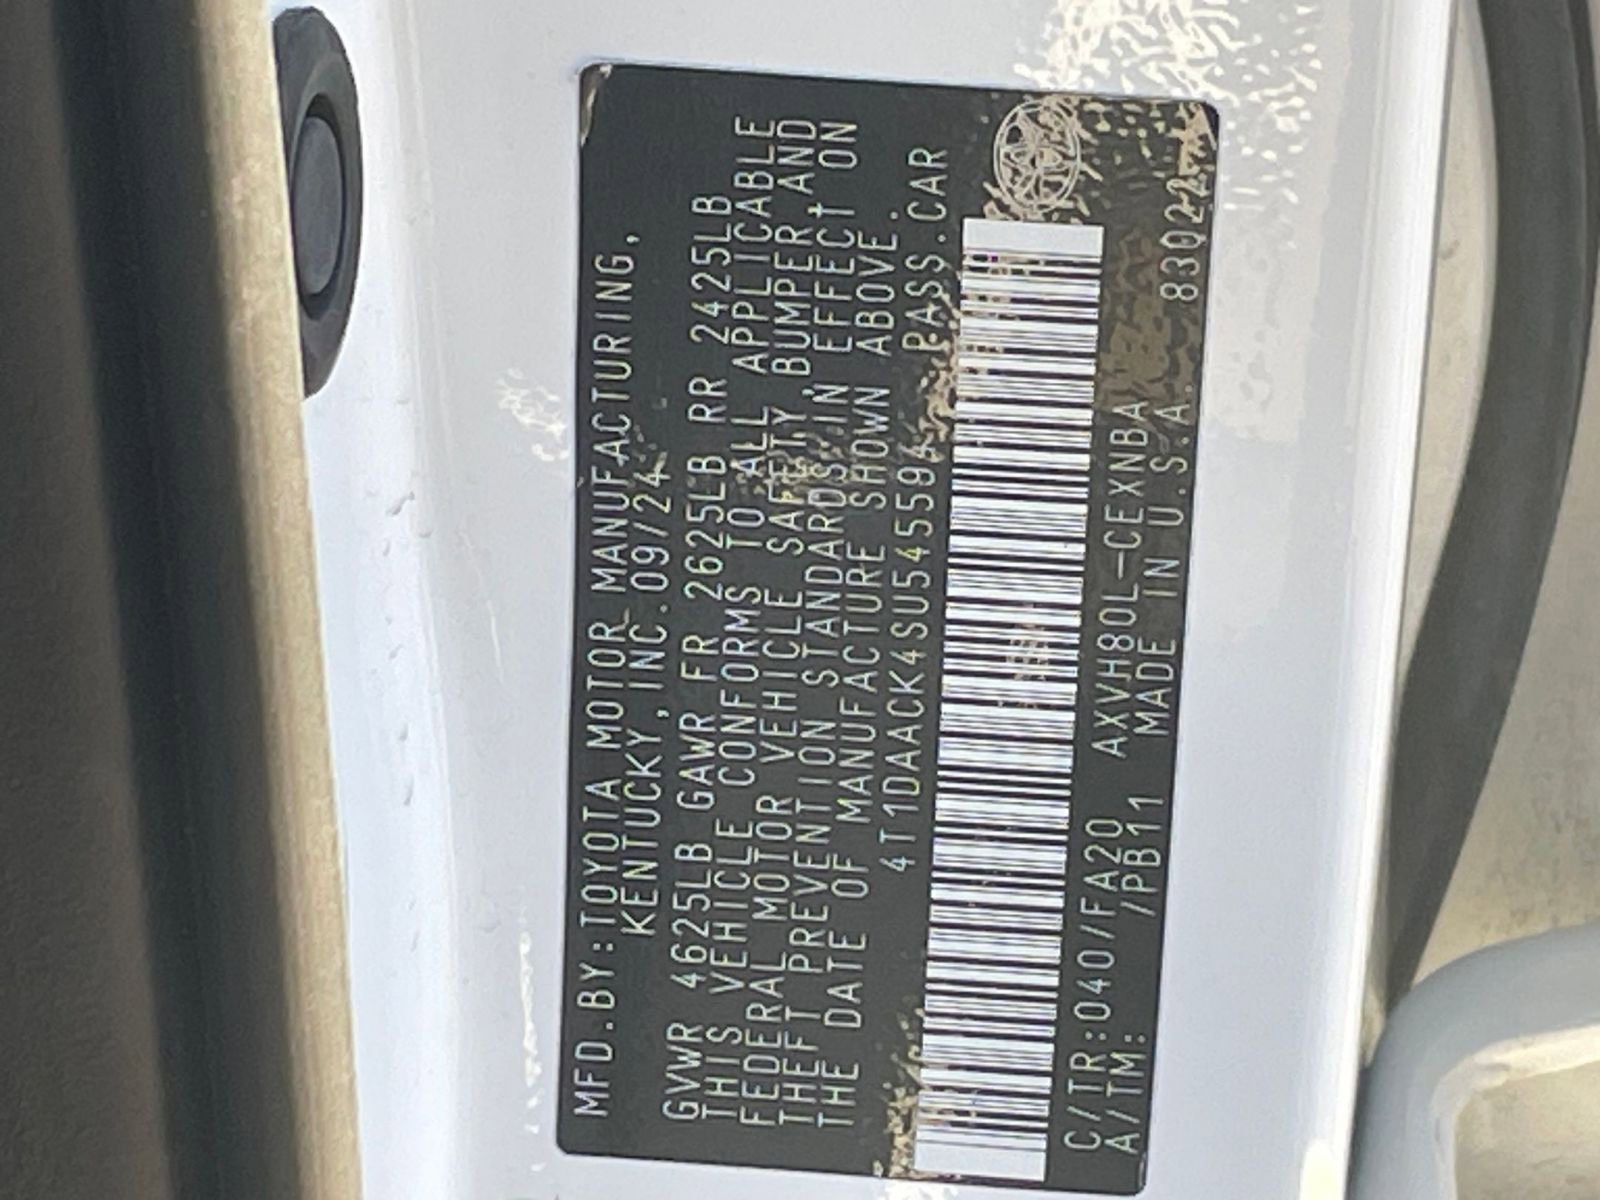 MFD.BY:TOYOTA MOTOR MANUFACTURING,
KENTUCKY,INC.09/24
GVWR 4625LB GAWR FR 2625LB RR 2425LB
THIS VEHICLE CONFORMS TO ALL APPLICABLE
FEDERAL MOTOR VEHICLE SAFETY BUMPER AND
THEFT PREVENTION STANDARDS IN EFFECT ON
THE DATE OF MANUFACTURE SHOWN ABOVE.
4T1DAACK4SU545594 PASS.CAR
C/TR:040/FA20 AXVH80L-CEXNBA
A/TM: /PB11 MADE IN U.S.A. 83022